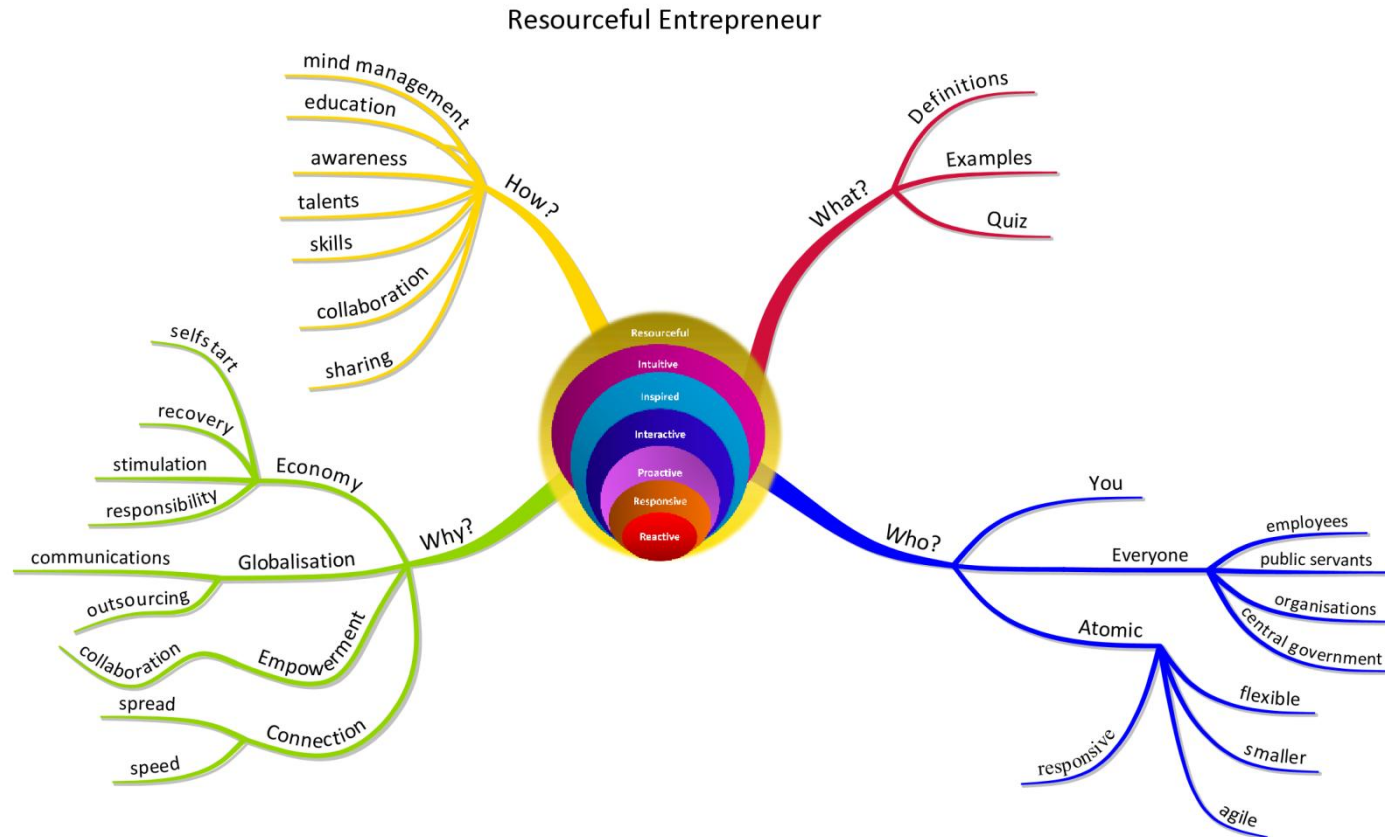 Resourceful Entrepreneur
mind management
education
awareness
talents
skills
collaboration
sharing
How?
Definitions
Examples
Quiz
What?
Resourceful
Intuitive
Inspired
Interactive
Proactive
Responsive
Reactive
selfstart
recovery
stimulation
responsibility
Economy
communications
outsourcing
Globalisation
collaboration
Empowerment
spread
speed
Connection
Why?
Who?
You
Everyone
employees
public servants
organisations
central government
Atomic
flexible
smaller
agile
responsive